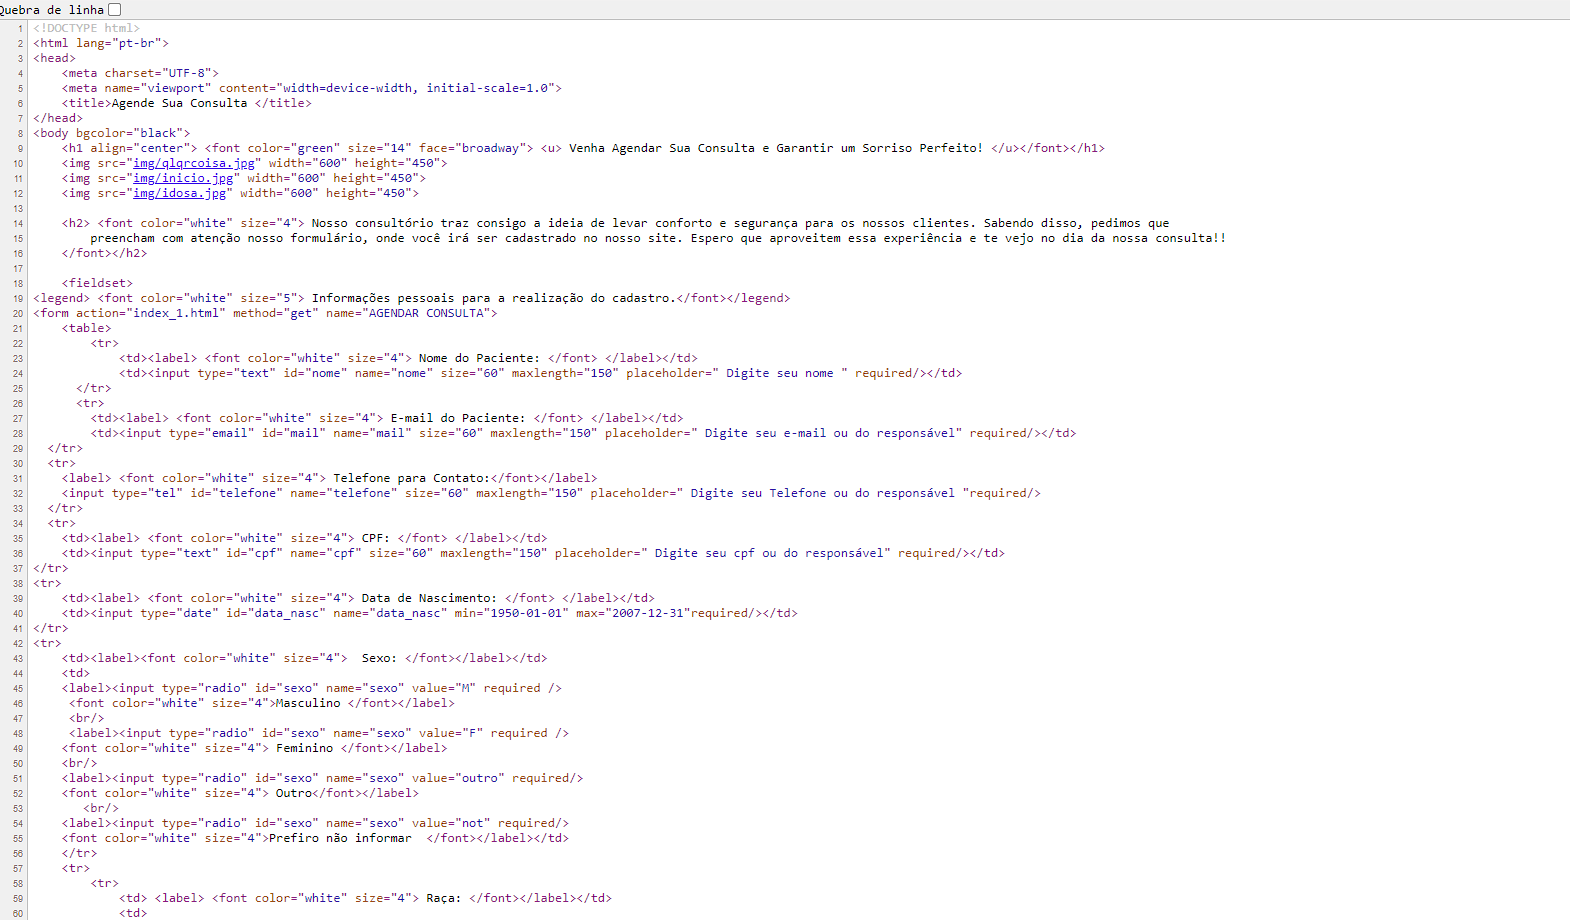 Quebra de linha
1 <!DOCTYPE html>
2 <html lang="pt-br">
3 <head>
4 <meta charset="UTF-8">
5 <meta name="viewport" content="width=device-width, initial-scale=1.0">
6 <title>Agende Sua Consulta </title>
7 </head>
8 <body bgcolor="black">
9 <h1 align="center"> <font color="green" size="14" face="broadway"> <u> Venha Agendar Sua Consulta e Garantir um Sorriso Perfeito! </u></font></h1>
10 <img src="img/qlqrcoisa.jpg" width="600" height="450">
11 <img src="img/inicio.jpg" width="600" height="450">
12 <img src="img/idosa.jpg" width="600" height="450">
13
14 <h2> <font color="white" size="4"> Nosso consultório traz consigo a ideia de levar conforto e segurança para os nossos clientes. Sabendo disso, pedimos que
15 preencham com atenção nosso formulário, onde você irá ser cadastrado no nosso site. Espero que aproveitem essa experiência e te vejo no dia da nossa consulta!!
16 </font></h2>
17
18 <fieldset>
19 <legend> <font color="white" size="5"> Informações pessoais para a realização do cadastro.</font></legend>
20 <form action="index_1.html" method="get" name="AGENDAR CONSULTA">
21 <table>
22 <tr>
23 <td><label> <font color="white" size="4"> Nome do Paciente: </font> </label></td>
24 <td><input type="text" id="nome" name="nome" size="60" maxlength="150" placeholder=" Digite seu nome " required/></td>
25 </tr>
26 <tr>
27 <td><label> <font color="white" size="4"> E-mail do Paciente: </font> </label></td>
28 <td><input type="email" id="mail" name="mail" size="60" maxlength="150" placeholder=" Digite seu e-mail ou do responsável" required/></td>
29 </tr>
30 <tr>
31 <label> <font color="white" size="4"> Telefone para Contato:</font></label>
32 <input type="tel" id="telefone" name="telefone" size="60" maxlength="150" placeholder=" Digite seu Telefone ou do responsável "required/>
33 </tr>
34 <tr>
35 <td><label> <font color="white" size="4"> CPF: </font> </label></td>
36 <td><input type="text" id="cpf" name="cpf" size="60" maxlength="150" placeholder=" Digite seu cpf ou do responsável" required/></td>
37 </tr>
38 <tr>
39 <td><label> <font color="white" size="4"> Data de Nascimento: </font> </label></td>
40 <td><input type="date" id="data_nasc" name="data_nasc" min="1950-01-01" max="2007-12-31"required/></td>
41 </tr>
42 <tr>
43 <td><label><font color="white" size="4">  Sexo: </font></label></td>
44 <td>
45 <label><input type="radio" id="sexo" name="sexo" value="M" required />
46 <font color="white" size="4">Masculino </font></label>
47 <br/>
48 <label><input type="radio" id="sexo" name="sexo" value="F" required />
49 <font color="white" size="4"> Feminino </font></label>
50 <br/>
51 <label><input type="radio" id="sexo" name="sexo" value="outro" required/>
52 <font color="white" size="4"> Outro</font></label>
53 <br/>
54 <label><input type="radio" id="sexo" name="sexo" value="not" required/>
55 <font color="white" size="4">Prefiro não informar  </font></label></td>
56 </tr>
57 <tr>
58 <tr>
59 <td> <label> <font color="white" size="4"> Raça: </font></label></td>
60 <td>